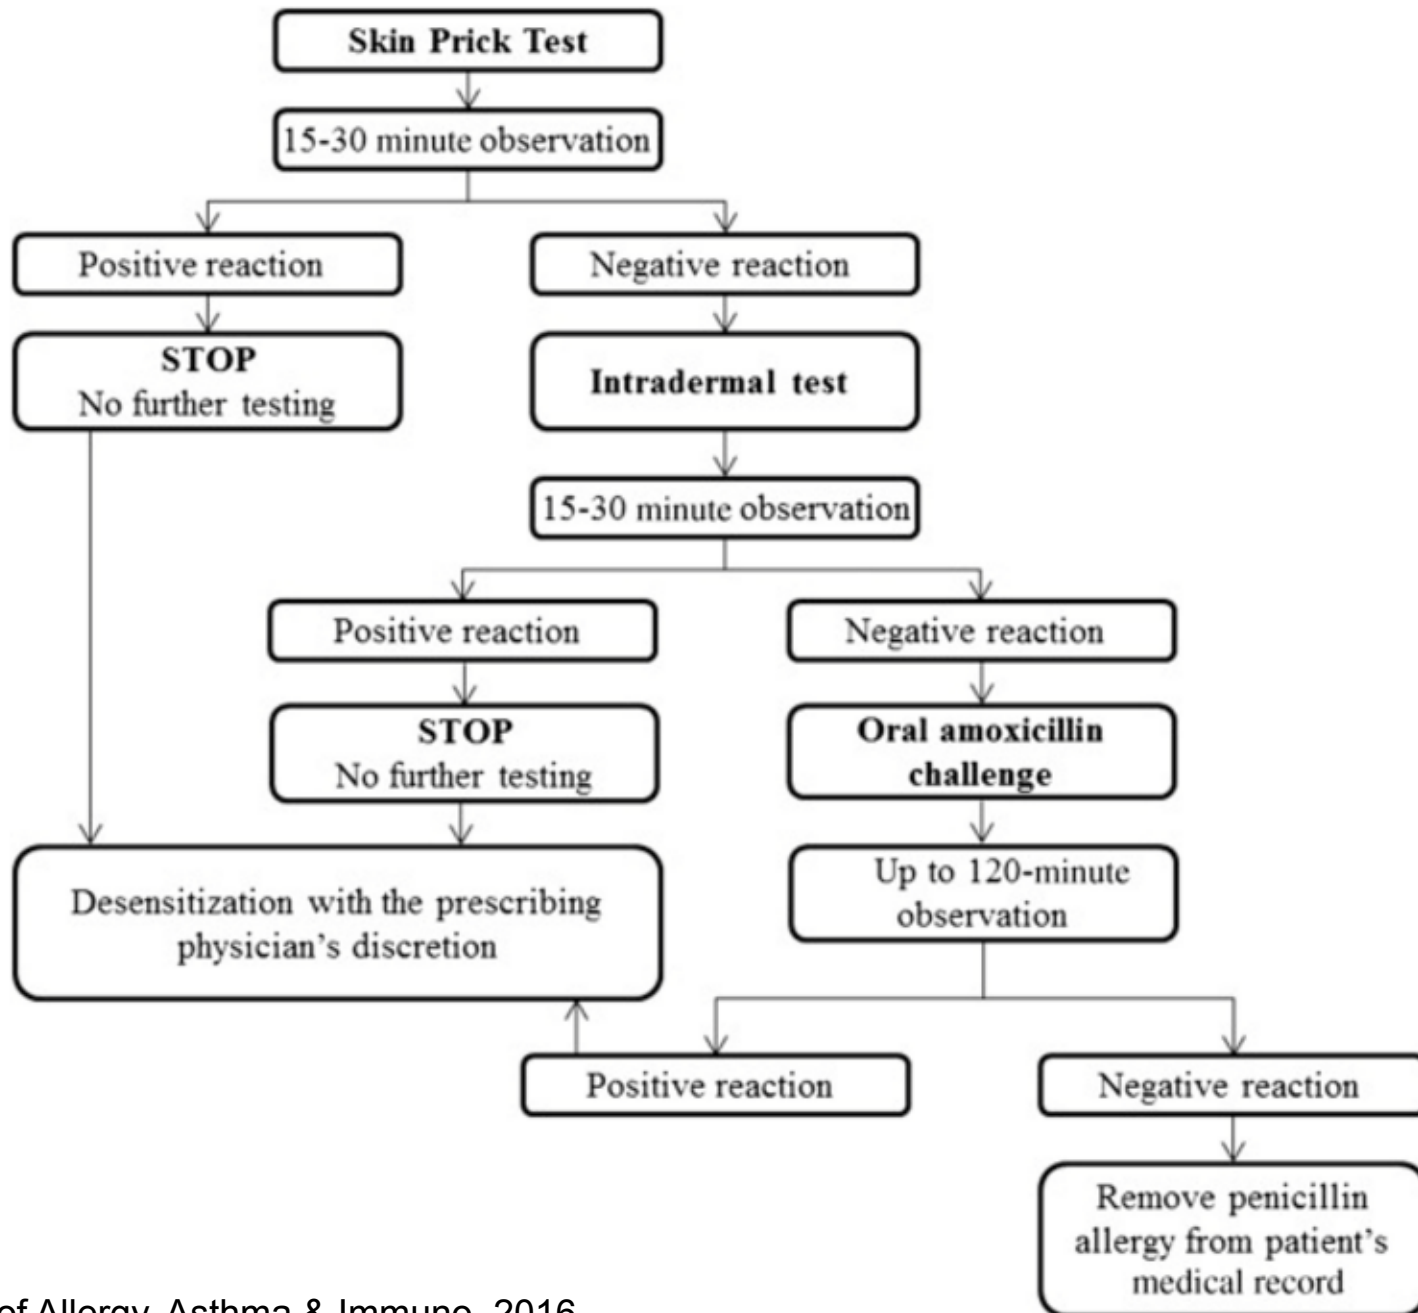 Skin Prick Test
15-30 minute observation
Positive reaction
Negative reaction
STOP
No further testing
Intradermal test
15-30 minute observation
Positive reaction
Negative reaction
STOP
No further testing
Oral amoxicillin
challenge
Desensitization with the prescribing
physician's discretion
Up to 120-minute
observation
Positive reaction
Negative reaction
Remove penicillin
allergy from patient's
medical record
of Allergy, Asthma & Immuno, 2016